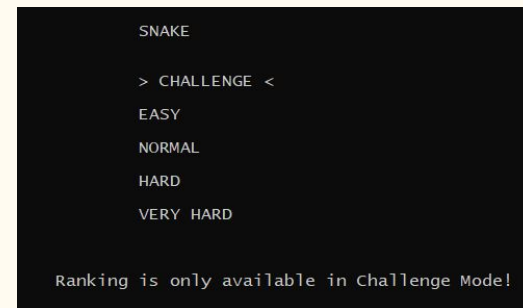 SNAKE
> CHALLENGE <
EASY
NORMAL
HARD
VERY HARD
Ranking is only available in Challenge Mode!